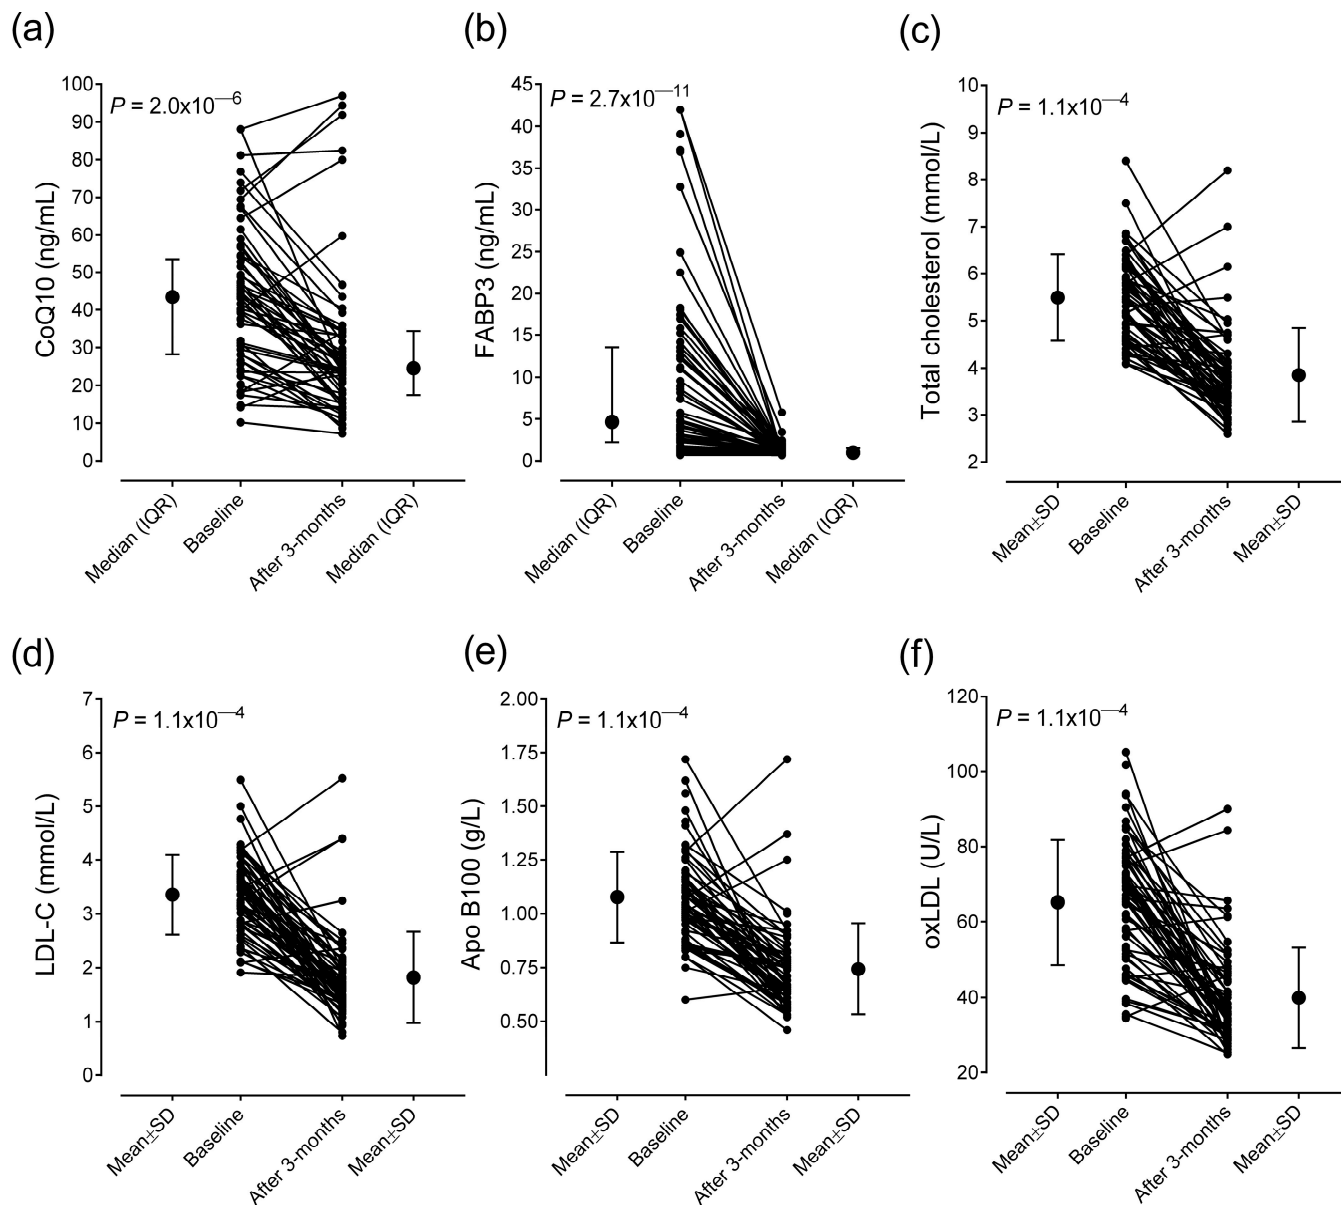 (a)
CoQ10 (ng/mL)
P = 2.0x10—6
100
90
80
70
60
50
40
30
20
10
0
Median (IQR)
Baseline
After 3-months
Median (IQR)
(b)
FABP3 (ng/mL)
P = 2.7x10—11
45
40
35
30
25
20
15
10
5
0
Median (IQR)
Baseline
After 3-months
Median (IQR)
(c)
Total cholesterol (mmol/L)
P = 1.1x10—4
10
9
8
7
6
5
4
3
2
Mean±SD
Baseline
After 3-months
Mean±SD
(d)
LDL-C (mmol/L)
P = 1.1x10—4
7
6
5
4
3
2
1
0
Mean±SD
Baseline
After 3-months
Mean±SD
(e)
Apo B100 (g/L)
P = 1.1x10—4
2.00
1.75
1.50
1.25
1.00
0.75
0.50
Mean±SD
Baseline
After 3-months
Mean±SD
(f)
oxLDL (U/L)
P = 1.1x10—4
120
100
80
60
40
20
Mean±SD
Baseline
After 3-months
Mean±SD